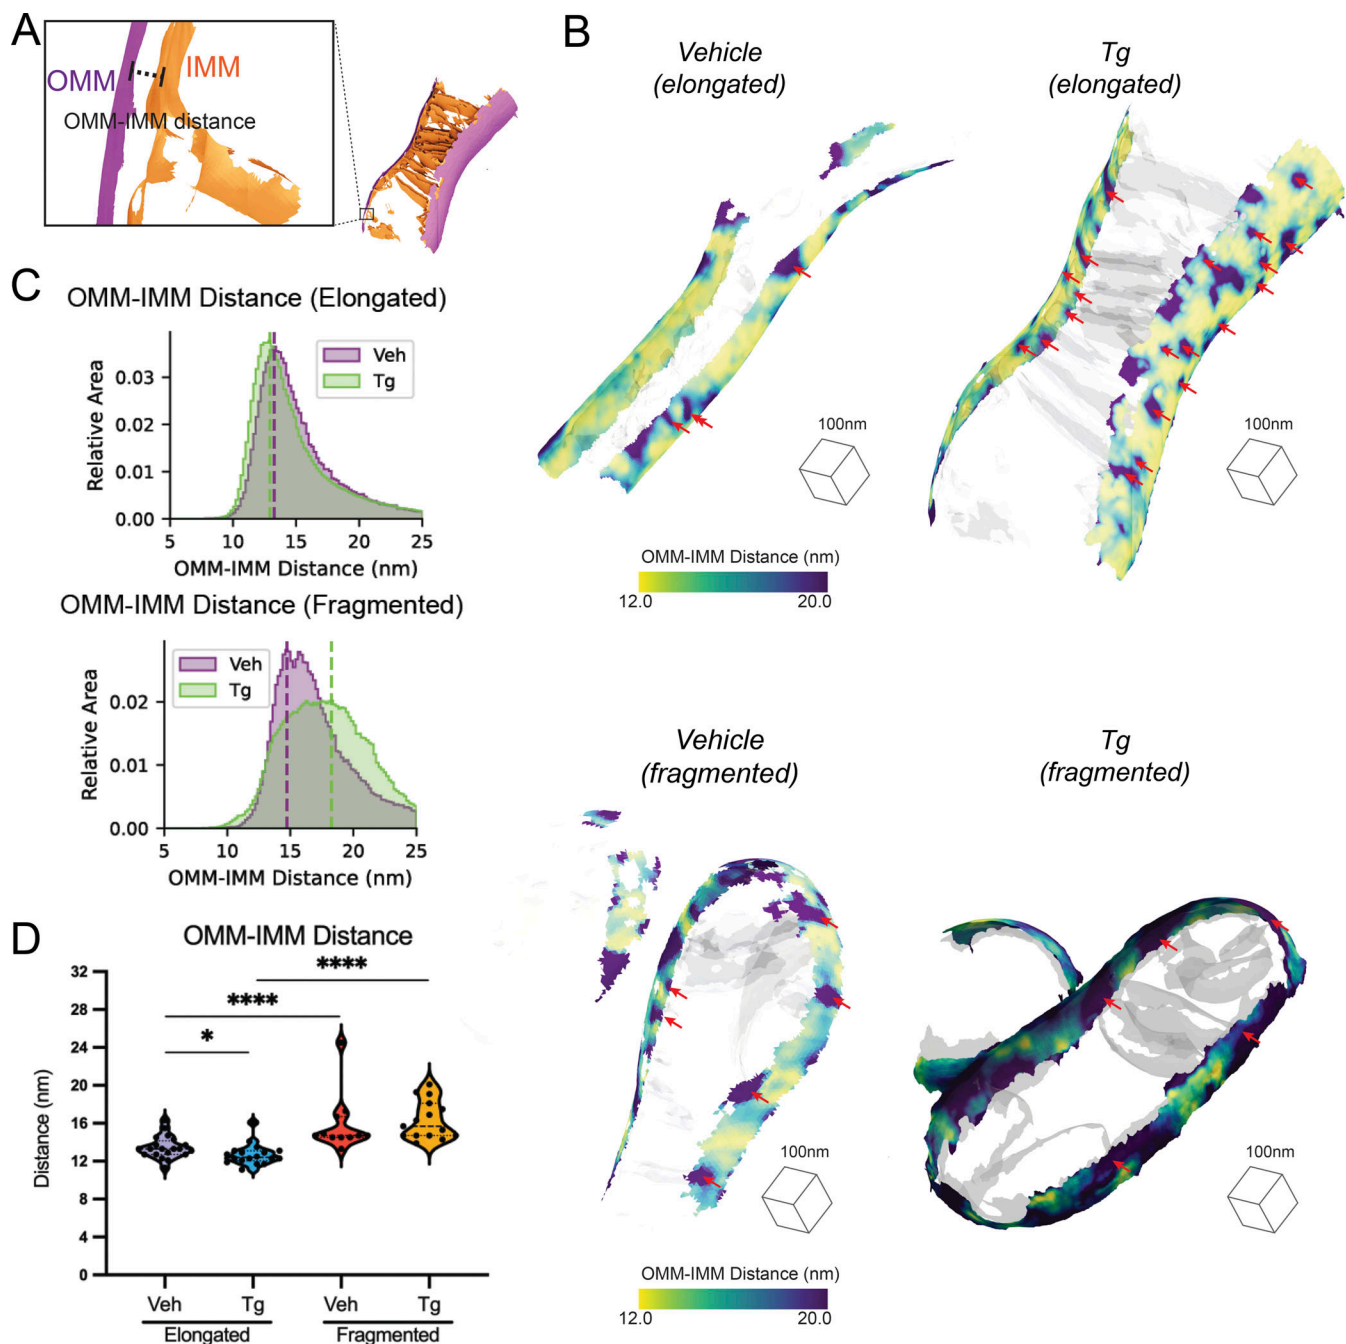 A
OMM
IMM
OMM-IMM distance
B
Vehicle
(elongated)
Tg
(elongated)
100nm
100nm
OMM-IMM Distance (nm)
12.0
20.0
Vehicle
(fragmented)
Tg
(fragmented)
100nm
100nm
OMM-IMM Distance (nm)
12.0
20.0
C
OMM-IMM Distance (Elongated)
Relative Area
0.03
0.02
0.01
0.00
Veh
Tg
5 10 15 20 25
OMM-IMM Distance (nm)
OMM-IMM Distance (Fragmented)
Relative Area
0.02
0.01
0.00
Veh
Tg
5 10 15 20 25
OMM-IMM Distance (nm)
D
OMM-IMM Distance
Distance (nm)
32
28
24
20
16
12
8
4
0
****
****
*
Veh Tg Veh Tg
Elongated Fragmented